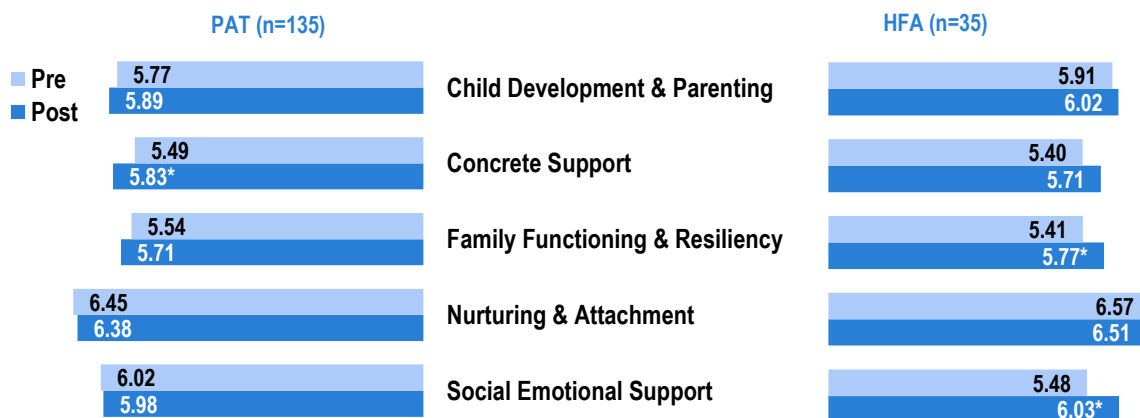 PAT (n=135)
HFA (n=35)
Pre
Post
5.77
5.89
Child Development & Parenting
5.91
6.02
5.49
5.83*
Concrete Support
5.40
5.71
5.54
5.71
Family Functioning & Resiliency
5.41
5.77*
6.45
6.38
Nurturing & Attachment
6.57
6.51
6.02
5.98
Social Emotional Support
5.48
6.03*